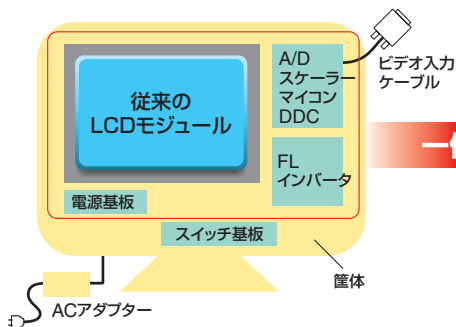 従来の
LCDモジュール
A/D
スケーラー
マイコン
DDC
ビデオ入力
ケーブル
FL
インバータ
電源基板
スイッチ基板
筐体
ACアダプター
一